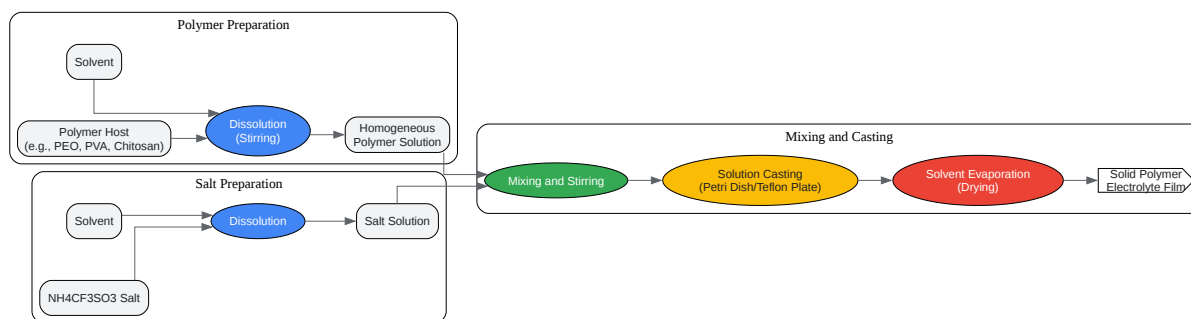 Polymer Preparation
Solvent
Polymer Host
(e.g., PEO, PVA, Chitosan)
Dissolution
(Stirring)
Homogeneous
Polymer Solution
Salt Preparation
Solvent
NH4CF3SO3 Salt
Dissolution
Salt Solution
Mixing and Casting
Mixing and Stirring
Solution Casting
(Petri Dish/Teflon Plate)
Solvent Evaporation
(Drying)
Solid Polymer
Electrolyte Film